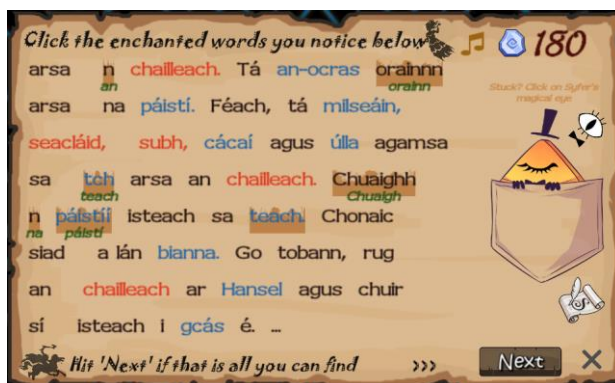 Click the enchanted words you notice below
180
arsa n chailleach. Tá an-ocras orainnn
an orainn
Stuck? Click on Syfer's
magical eye
arsa na páistí. Féach, tá milseáin,
seacláid, subh, cácaí agus úlla agamsa
sa tch arsa an chailleach. Chuaighh
teach Chuaigh
n páistíi isteach sa teach. Chonaic
na páistí
siad a lán bianna. Go tobann, rug
an chailleach ar Hansel agus chuir
sí isteach i gcás é. ...
Hit 'Next' if that is all you can find >>> Next